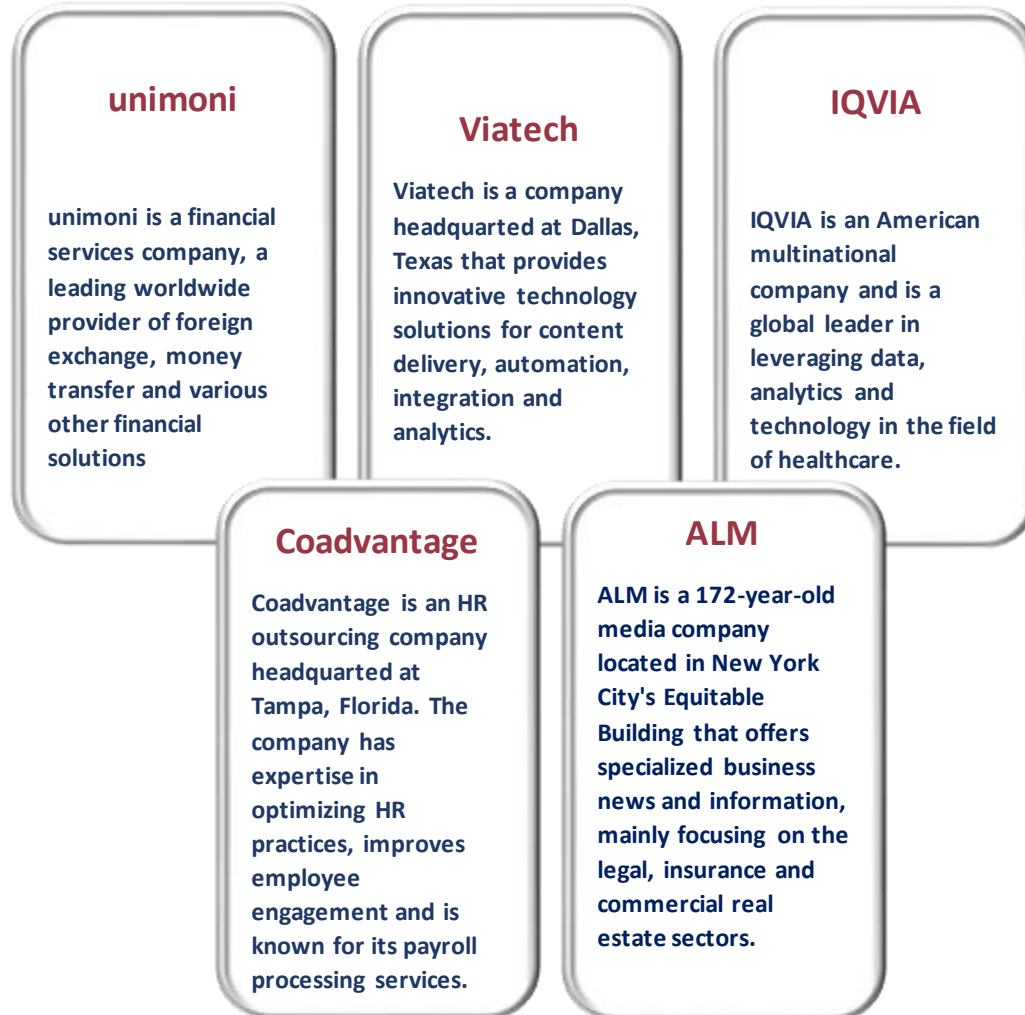 unimoni
unimoni is a financial
services company, a
leading worldwide
provider of foreign
exchange, money
transfer and various
other financial
solutions
Viatech
Viatech is a company
headquarted at Dallas,
Texas that provides
innovative technology
solutions for content
delivery, automation,
integration and
analytics.
IQVIA
IQVIA is an American
multinational
company and is a
global leader in
leveraging data,
analytics and
technology in the field
of healthcare.
Coadvantage
Coadvantage is an HR
outsourcing company
headquarted at
Tampa, Florida. The
company has
expertise in
optimizing HR
practices, improves
employee
engagement and is
known for its payroll
processing services.
ALM
ALM is a 172-year-old
media company
located in New York
City's Equitable
Building that offers
specialized business
news and information,
mainly focusing on the
legal, insurance and
commercial real
estate sectors.